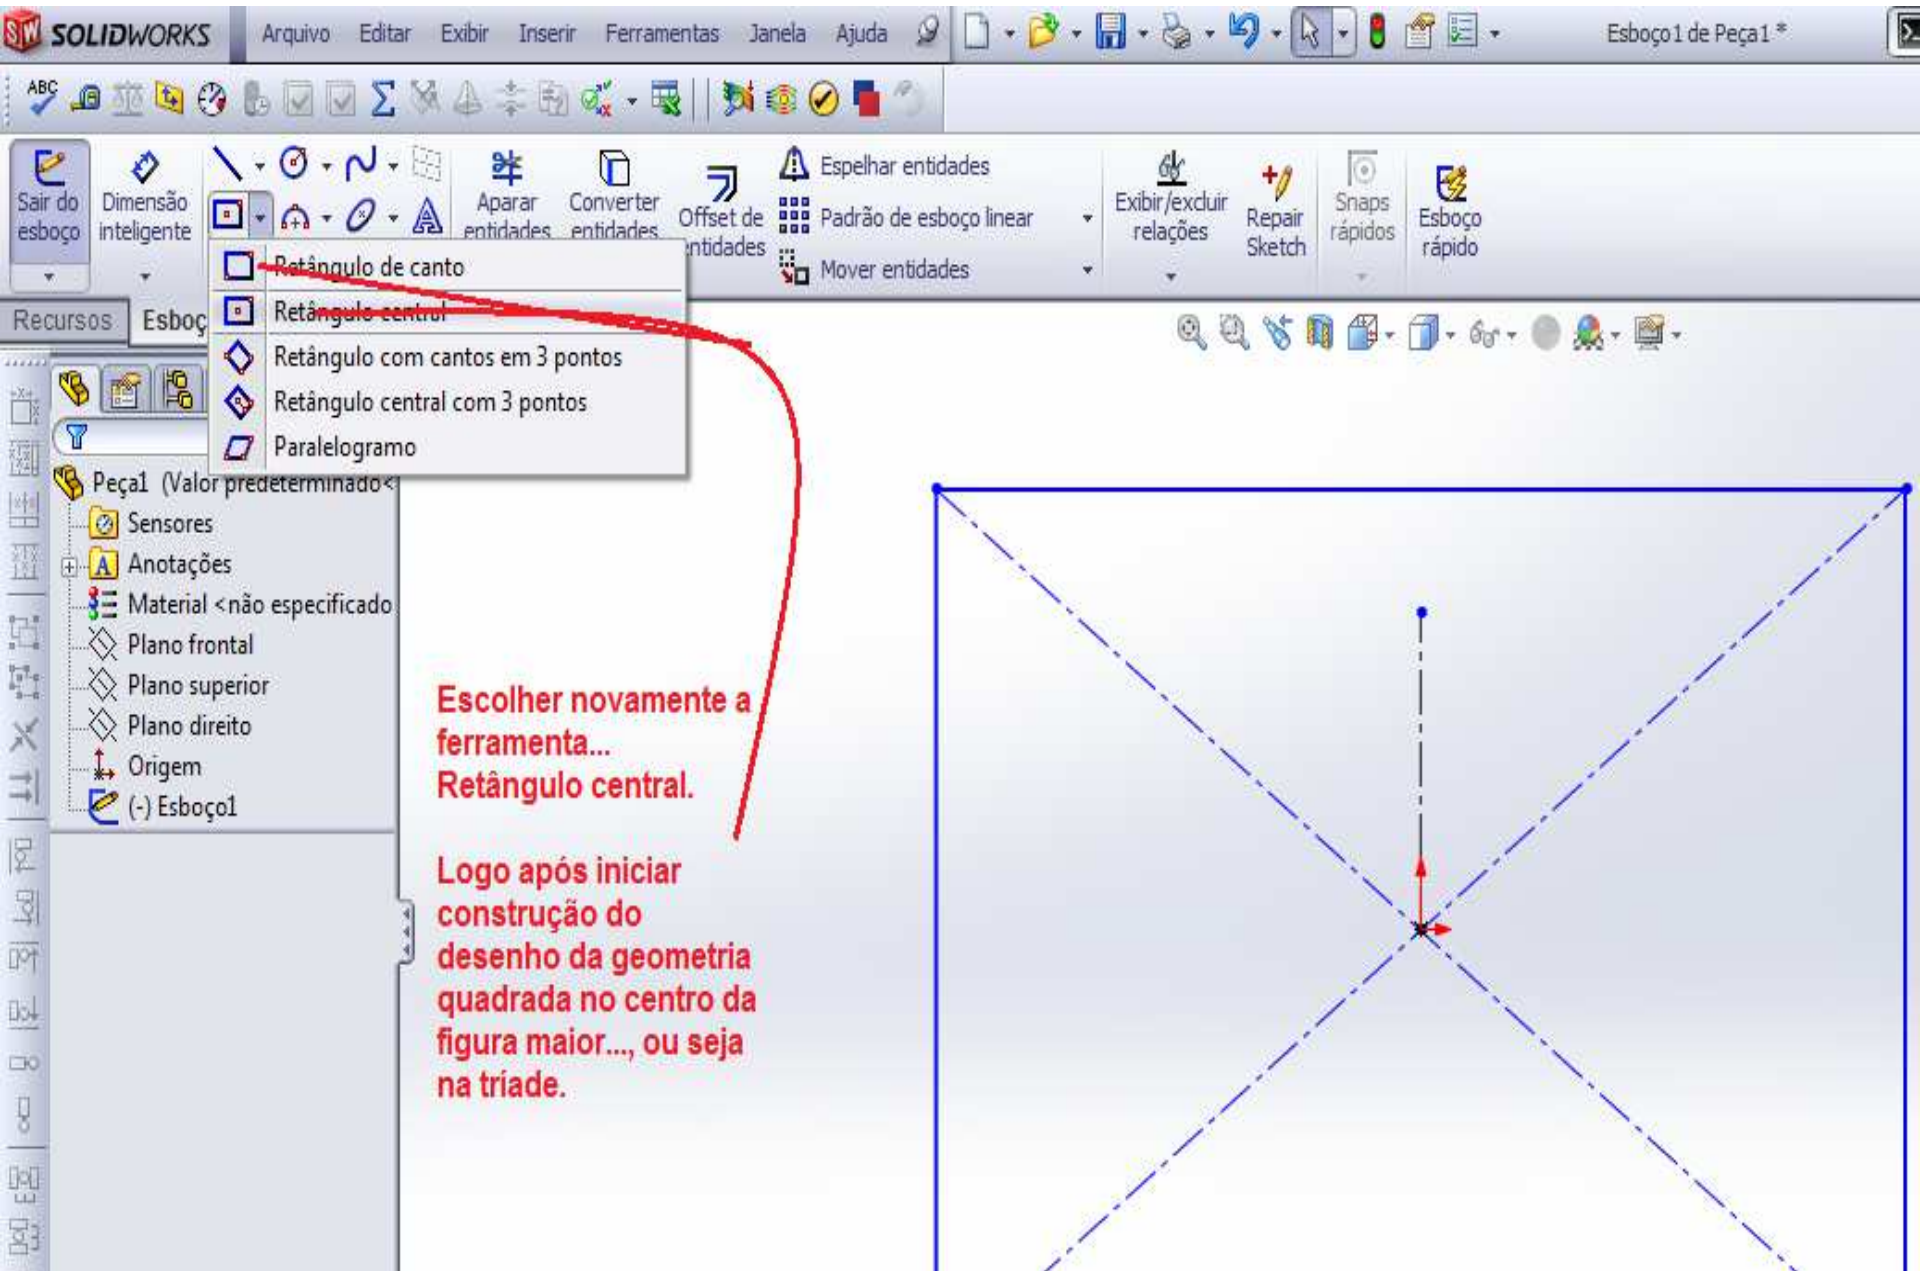 SOLIDWORKS Arquivo Editar Exibir Inserir Ferramentas Janela Ajuda Esboço1 de Peça1 *
ABC
Sair do esboço
Dimensão inteligente
Aparar entidades
Converter entidades
Offset de entidades
Espelhar entidades
Padrão de esboço linear
Mover entidades
Exibir/excluir relações
Repair Sketch
Snaps rápidos
Esboço rápido
Retângulo de canto
Retângulo central
Retângulo com cantos em 3 pontos
Retângulo central com 3 pontos
Paralelogramo
Recursos Esboç
Peça1 (Valor predeterminado<
Sensores
Anotações
Material <não especificado
Plano frontal
Plano superior
Plano direito
Origem
(-) Esboço1
Escolher novamente a
ferramenta...
Retângulo central.
Logo após iniciar
construção do
desenho da geometria
quadrada no centro da
figura maior..., ou seja
na tríade.